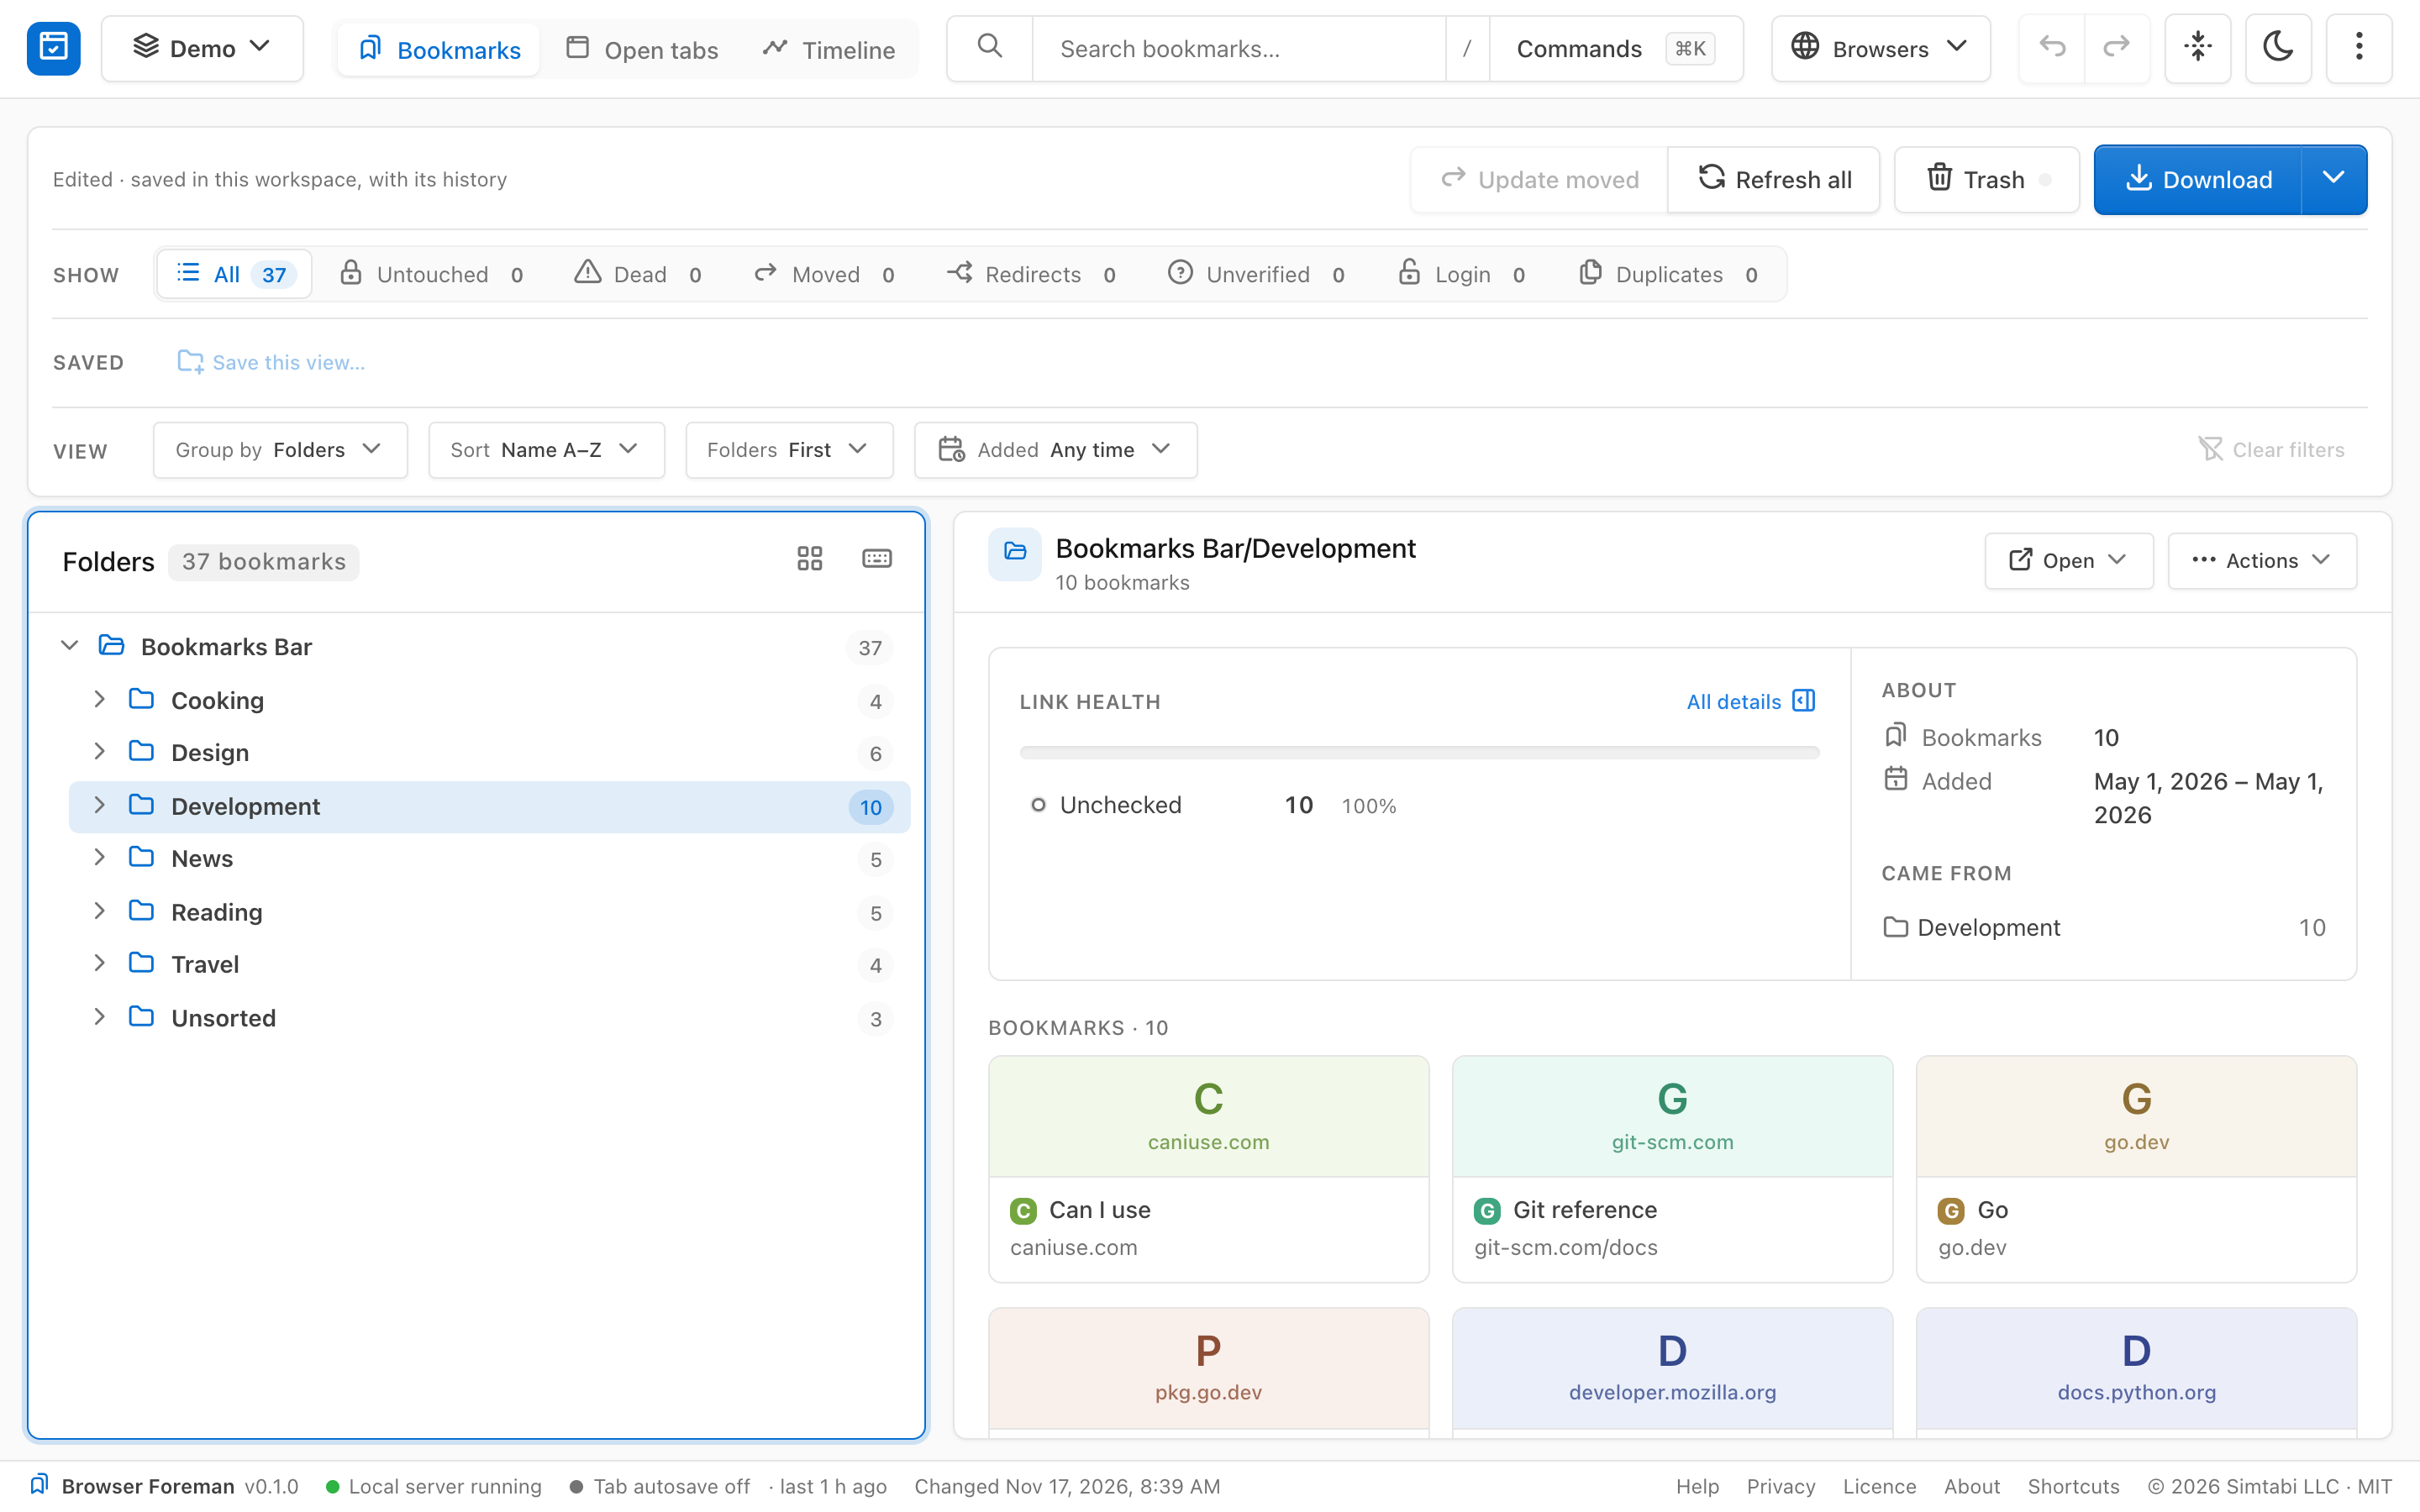 Demo
Bookmarks
Open tabs
Timeline
Search bookmarks...
/
Commands
⌘K
Browsers
Edited · saved in this workspace, with its history
Update moved
Refresh all
Trash
Download
SHOW
All 37
Untouched 0
Dead 0
Moved 0
Redirects 0
Unverified 0
Login 0
Duplicates 0
SAVED
Save this view...
VIEW
Group by Folders
Sort Name A–Z
Folders First
Added Any time
Clear filters
Folders 37 bookmarks
Bookmarks Bar 37
Cooking 4
Design 6
Development 10
News 5
Reading 5
Travel 4
Unsorted 3
Bookmarks Bar/Development
10 bookmarks
Open
Actions
LINK HEALTH
All details
Unchecked 10 100%
ABOUT
Bookmarks 10
Added May 1, 2026 – May 1,
2026
CAME FROM
Development 10
BOOKMARKS · 10
C
caniuse.com
C Can I use
caniuse.com
G
git-scm.com
G Git reference
git-scm.com/docs
G
go.dev
G Go
go.dev
P
pkg.go.dev
D
developer.mozilla.org
D
docs.python.org
Browser Foreman v0.1.0
Local server running
Tab autosave off · last 1 h ago
Changed Nov 17, 2026, 8:39 AM
Help
Privacy
Licence
About
Shortcuts
© 2026 Simtabi LLC · MIT